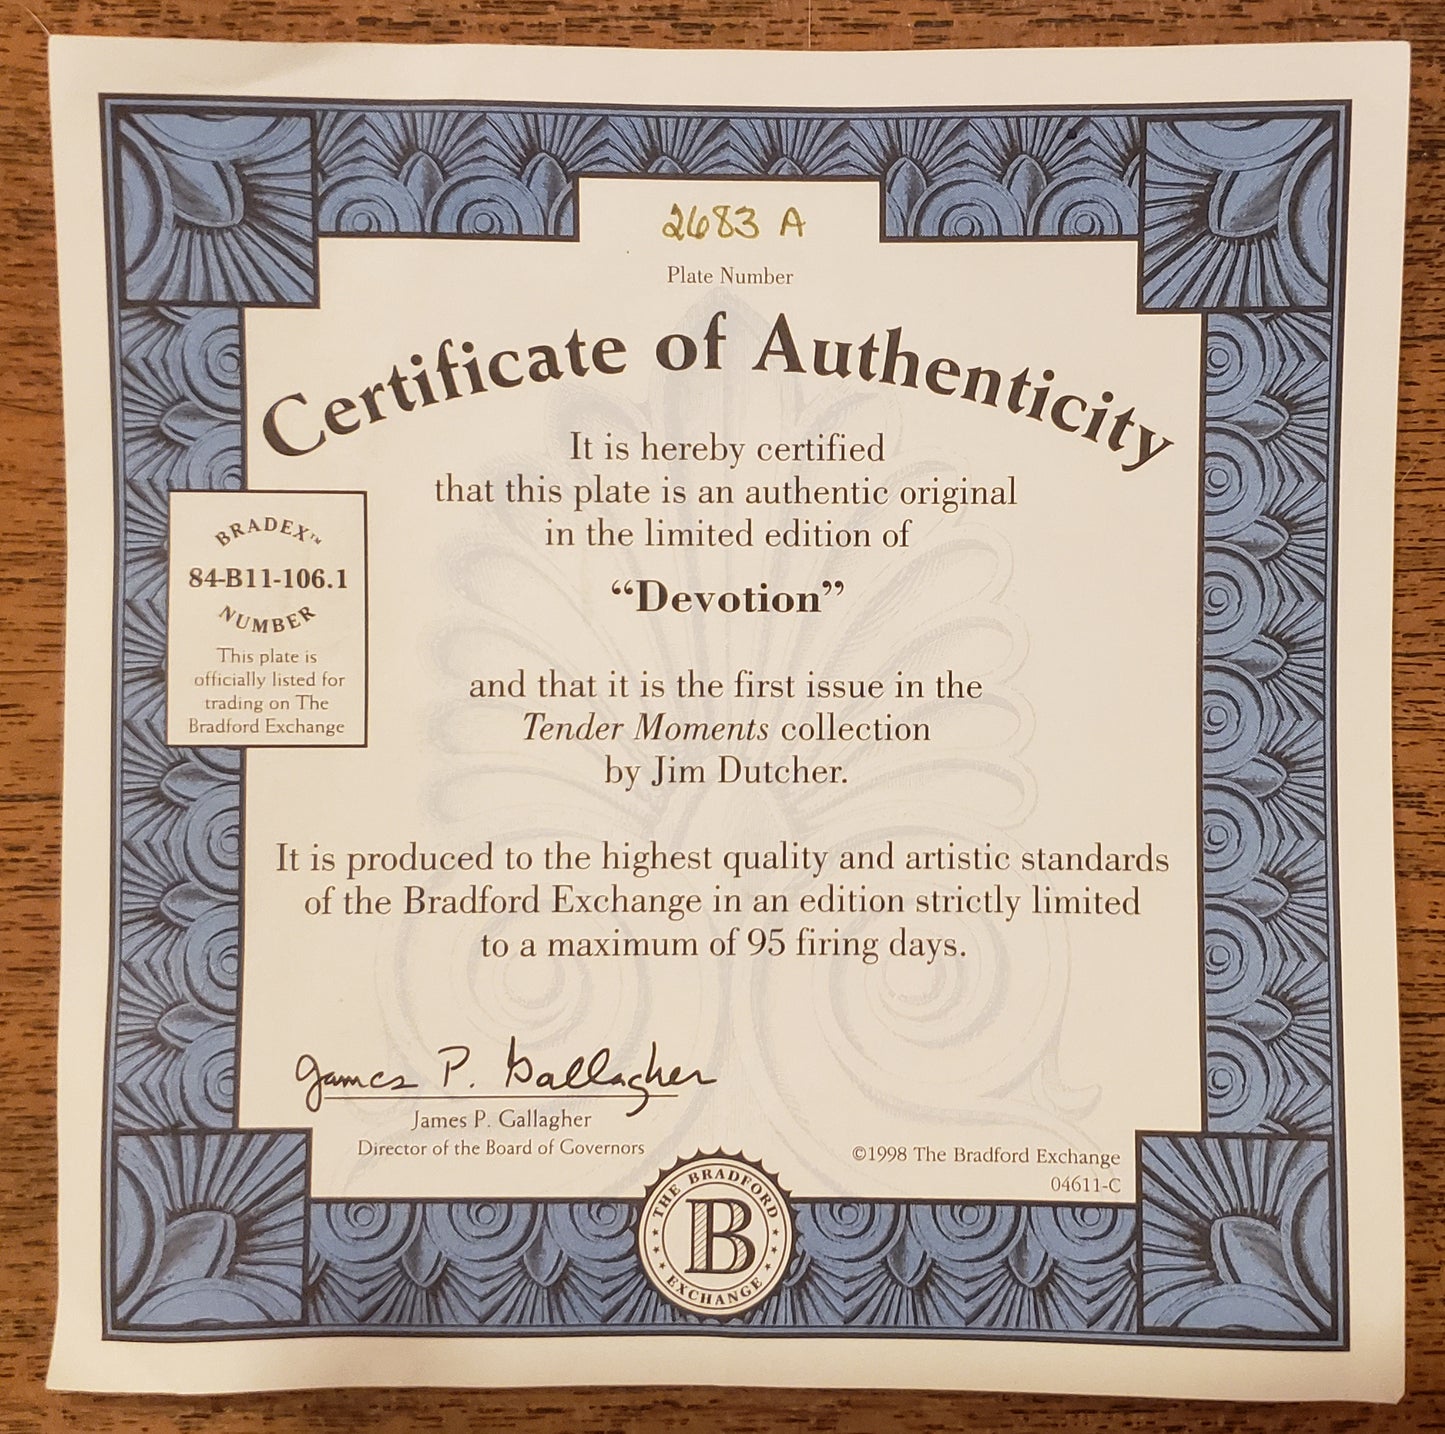 2683 A
Plate Number
Certificate of Authenticity
It is hereby certified
that this plate is an authentic original
in the limited edition of
“Devotion”
BRADEX™
84-B11-106.1
NUMBER
This plate is
officially listed for
trading on The
Bradford Exchange
and that it is the first issue in the
Tender Moments collection
by Jim Dutcher.
It is produced to the highest quality and artistic standards
of the Bradford Exchange in an edition strictly limited
to a maximum of 95 firing days.
James P. Gallagher
James P. Gallagher
Director of the Board of Governors
©1998 The Bradford Exchange
04611-C
THE BRADFORD
B
EXCHANGE